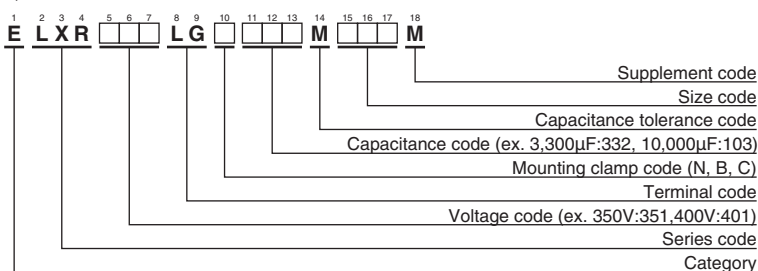 1 2 3 4 5 6 7 8 9 10 11 12 13 14 15 16 17 18
E LXR □□□ LG □ □□□ M □□□ M
Supplement code
Size code
Capacitance tolerance code
Capacitance code (ex. 3,300µF:332, 10,000µF:103)
Mounting clamp code (N, B, C)
Terminal code
Voltage code (ex. 350V:351,400V:401)
Series code
Category